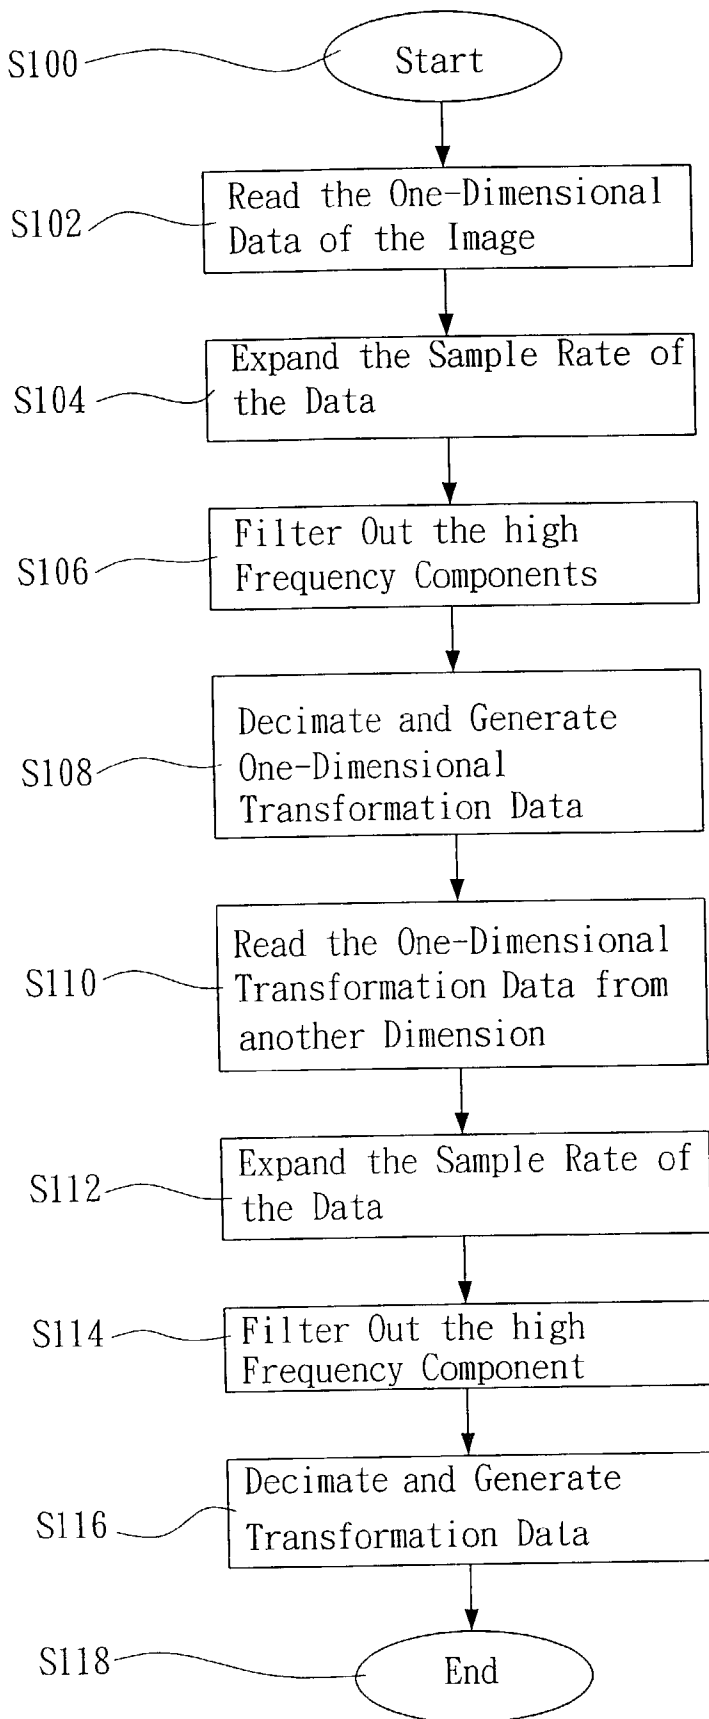 S100
Start
S102
Read the One-Dimensional
Data of the Image
S104
Expand the Sample Rate of
the Data
S106
Filter Out the high
Frequency Components
S108
Decimate and Generate
One-Dimensional
Transformation Data
S110
Read the One-Dimensional
Transformation Data from
another Dimension
S112
Expand the Sample Rate of
the Data
S114
Filter Out the high
Frequency Component
S116
Decimate and Generate
Transformation Data
S118
End